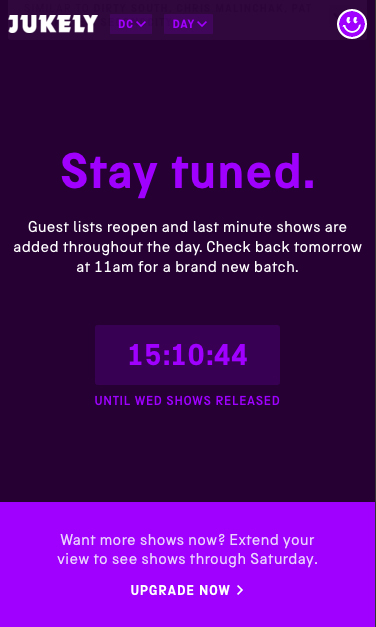 JUKELY DC DAY
Stay tuned.
Guest lists reopen and last minute shows are
added throughout the day. Check back tomorrow
at 11am for a brand new batch.
15:10:44
UNTIL WED SHOWS RELEASED
Want more shows now? Extend your
view to see shows through Saturday.
UPGRADE NOW >